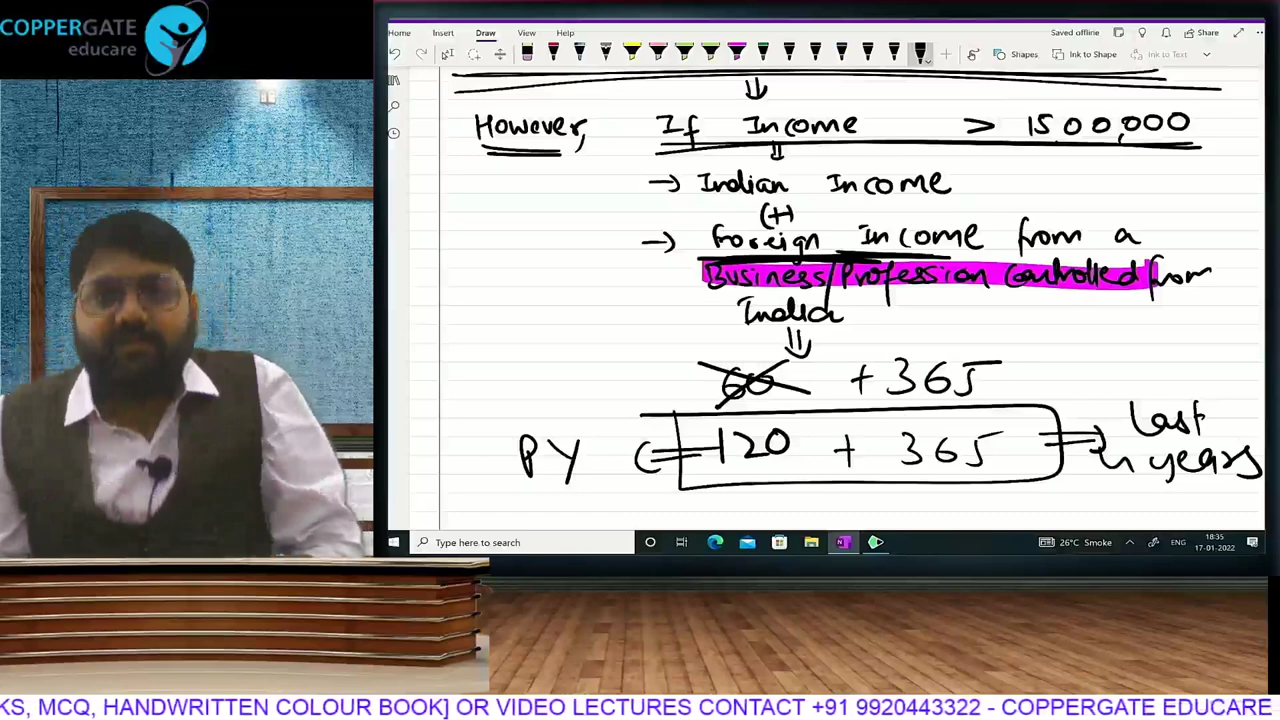 COPPERGATE
educare
Home Insert Draw View Help
Saved offline
Share
Shapes
Ink to Shape
Ink to Text
However, If Income > 15,00,000
→ Indian Income
(+)
→ Foreign Income from a
Business/Profession controlled from
India
60 + 365
PY 120 + 365 last
4 years
Type here to search
26°C Smoke
ENG
18:35
17-01-2022
KS, MCQ, HANDWRITTEN COLOUR BOOK] OR VIDEO LECTURES CONTACT +91 9920443322 - COPPERGATE EDUCARE